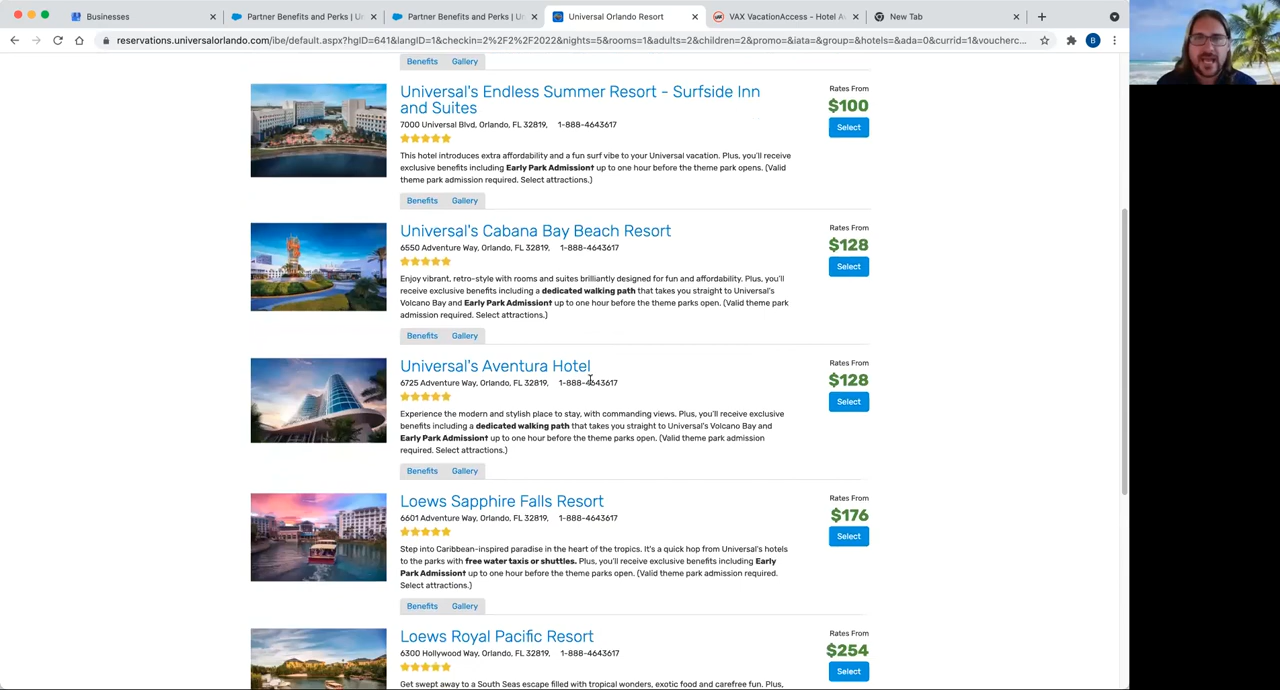 Businesses
Partner Benefits and Perks | U
Partner Benefits and Perks | Un
Universal Orlando Resort
VAX VacationAccess - Hotel A
New Tab
reservations.universalorlando.com/ibe/default.aspx?hgID=641&langID=1&checkin=2%2F2%2F2022&nights=5&rooms=1&adults=2&children=2&promo=&iata=&group=&hotels=&ada=0&currid=1&voucherc...
B
Benefits Gallery
Universal's Endless Summer Resort - Surfside Inn
and Suites
7000 Universal Blvd, Orlando, FL 32819, 1-888-4643617
This hotel introduces extra affordability and a fun surf vibe to your Universal vacation. Plus, you'll receive
exclusive benefits including Early Park Admission† up to one hour before the theme park opens. (Valid
theme park admission required. Select attractions.)
Benefits Gallery
Rates From
$100
Select
Universal's Cabana Bay Beach Resort
6550 Adventure Way, Orlando, FL 32819, 1-888-4643617
Enjoy vibrant, retro-style with rooms and suites brilliantly designed for fun and affordability. Plus, you'll
receive exclusive benefits including a dedicated walking path that takes you straight to Universal's
Volcano Bay and Early Park Admission† up to one hour before the theme parks open. (Valid theme park
admission required. Select attractions.)
Benefits Gallery
Rates From
$128
Select
Universal's Aventura Hotel
6725 Adventure Way, Orlando, FL 32819, 1-888-4643617
Experience the modern and stylish place to stay, with commanding views. Plus, you'll receive exclusive
benefits including a dedicated walking path that takes you straight to Universal's Volcano Bay and
Early Park Admission† up to one hour before the theme parks open. (Valid theme park admission
required. Select attractions.)
Benefits Gallery
Rates From
$128
Select
Loews Sapphire Falls Resort
6601 Adventure Way, Orlando, FL 32819, 1-888-4643617
Step into Caribbean-inspired paradise in the heart of the tropics. It's a quick hop from Universal's hotels
to the parks with free water taxis or shuttles. Plus, you'll receive exclusive benefits including Early
Park Admission† up to one hour before the theme parks open. (Valid theme park admission required.
Select attractions.)
Benefits Gallery
Rates From
$176
Select
Loews Royal Pacific Resort
6300 Hollywood Way, Orlando, FL 32819, 1-888-4643617
Get swept away to a South Seas escape filled with tropical wonders, exotic food and carefree fun. Plus,
Rates From
$254
Select